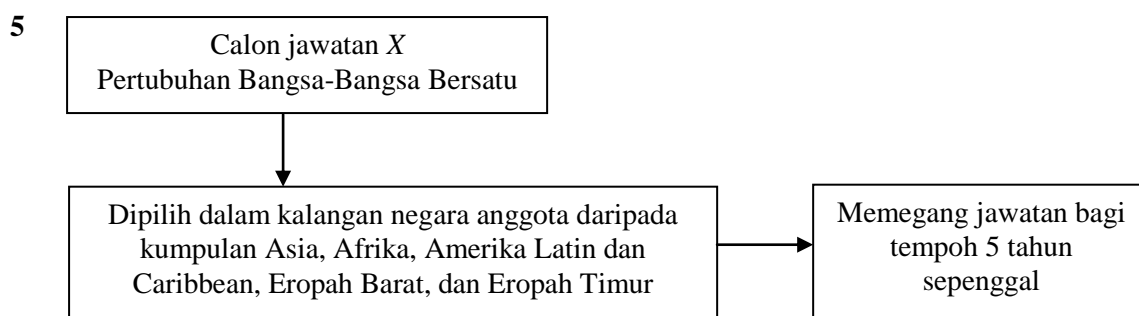 5
Calon jawatan X
Pertubuhan Bangsa-Bangsa Bersatu
Dipilih dalam kalangan negara anggota daripada
kumpulan Asia, Afrika, Amerika Latin dan
Caribbean, Eropah Barat, dan Eropah Timur
Memegang jawatan bagi
tempoh 5 tahun
sepenggal